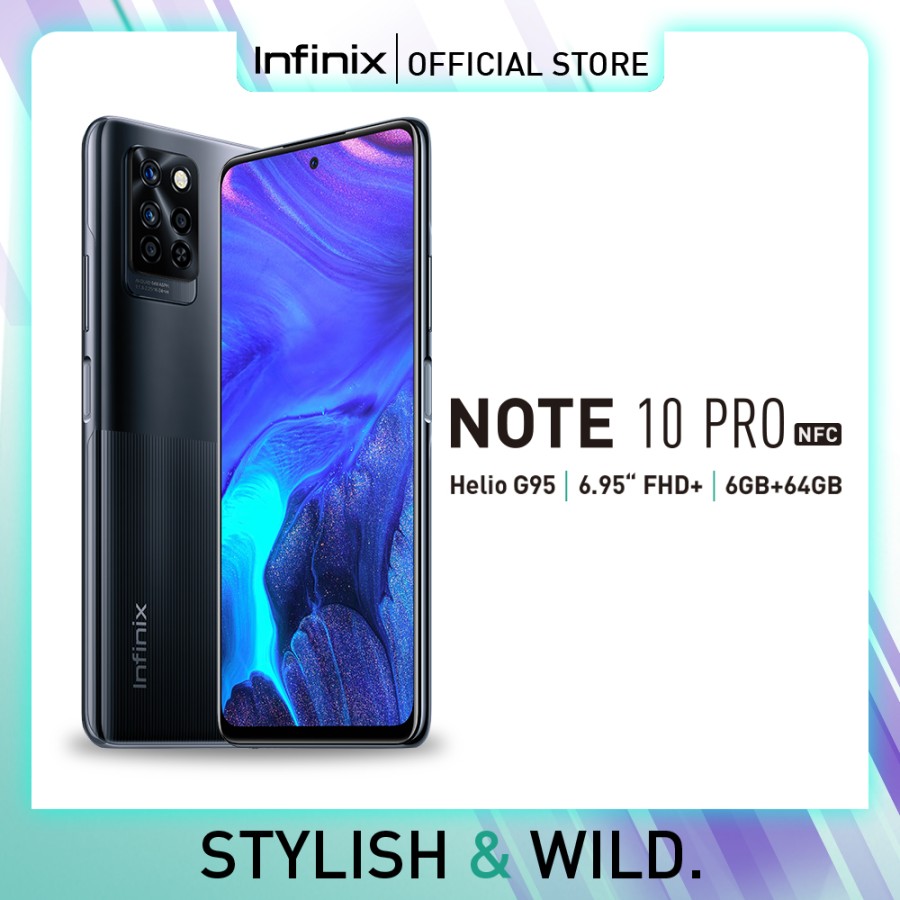 Infinix | OFFICIAL STORE
NOTE 10 PRO NFC
Helio G95 | 6.95“ FHD+ | 6GB+64GB
Infinix
STYLISH & WILD.